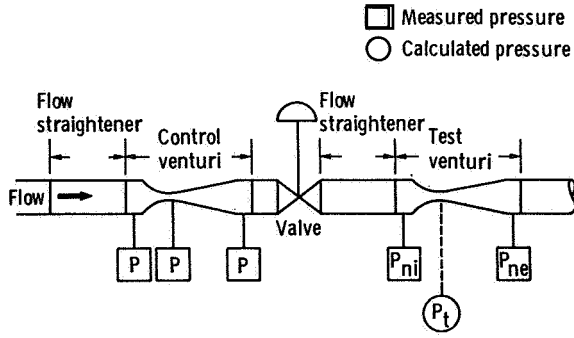 Measured pressure
Calculated pressure
Flow
straightener
Control
venturi
Flow
straightener
Test
venturi
Flow
Valve
P
P
P
Pni
Pne
Pt